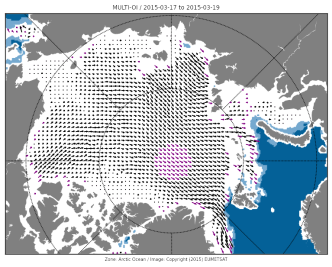 MULTI-OI / 2015-03-17 to 2015-03-19
Zone: Arctic Ocean / Image: Copyright (2015) EUMETSAT